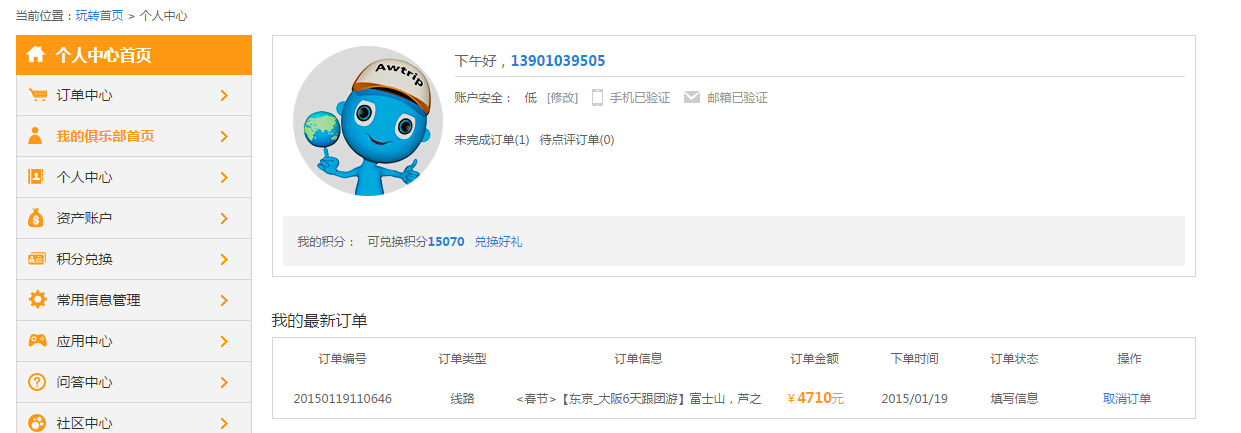 当前位置：玩转首页 > 个人中心
个人中心首页
订单中心
我的俱乐部首页
个人中心
资产账户
积分兑换
常用信息管理
应用中心
问答中心
社区中心
Awtrip
下午好，13901039505
账户安全： 低 [修改] 手机已验证 邮箱已验证
未完成订单(1) 待点评订单(0)
我的积分： 可兑换积分15070 兑换好礼
我的最新订单
订单编号 订单类型 订单信息 订单金额 下单时间 订单状态 操作
20150119110646 线路 <春节>【东京_大阪6天跟团游】富士山，芦之 ￥4710元 2015/01/19 填写信息 取消订单